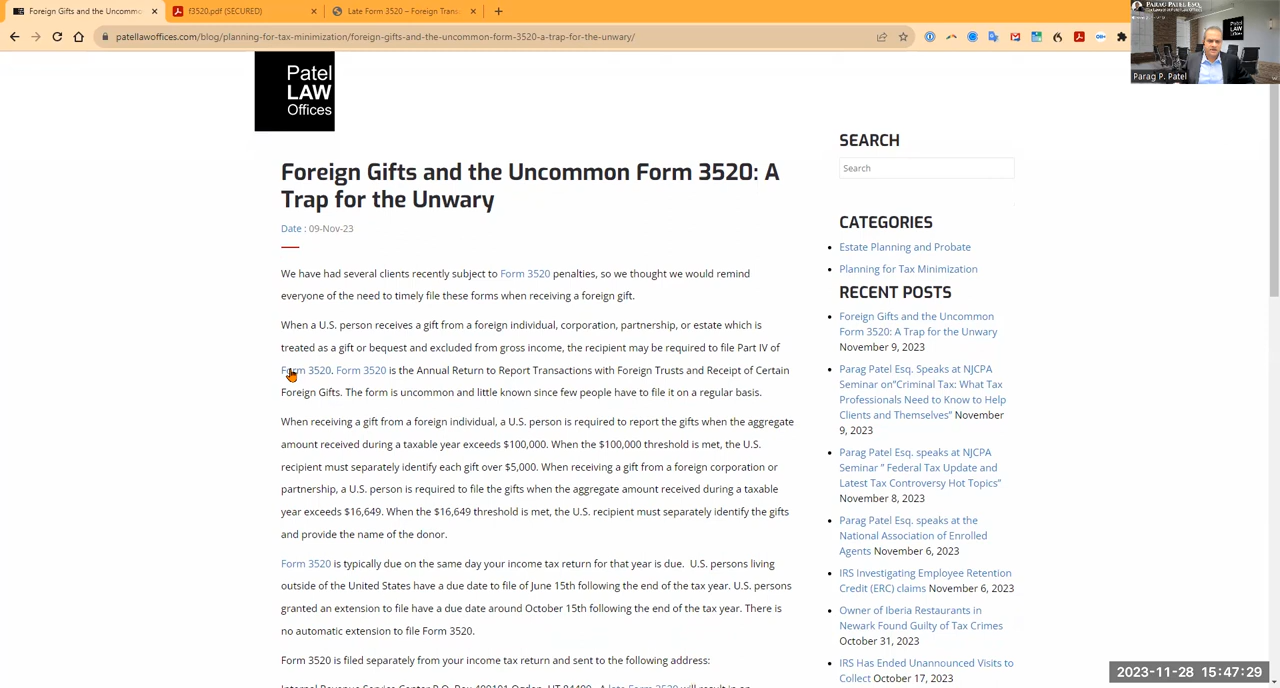 Foreign Gifts and the Uncommo
f3520.pdf (SECURED)
Late Form 3520 – Foreign Trans
patellawoffices.com/blog/planning-for-tax-minimization/foreign-gifts-and-the-uncommon-form-3520-a-trap-for-the-unwary/
PARAG PATEL ESQ.
Parag P. Patel
Patel
LAW
Offices
Foreign Gifts and the Uncommon Form 3520: A
Trap for the Unwary
Date : 09-Nov-23
We have had several clients recently subject to Form 3520 penalties, so we thought we would remind
everyone of the need to timely file these forms when receiving a foreign gift.
When a U.S. person receives a gift from a foreign individual, corporation, partnership, or estate which is
treated as a gift or bequest and excluded from gross income, the recipient may be required to file Part IV of
Form 3520. Form 3520 is the Annual Return to Report Transactions with Foreign Trusts and Receipt of Certain
Foreign Gifts. The form is uncommon and little known since few people have to file it on a regular basis.
When receiving a gift from a foreign individual, a U.S. person is required to report the gifts when the aggregate
amount received during a taxable year exceeds $100,000. When the $100,000 threshold is met, the U.S.
recipient must separately identify each gift over $5,000. When receiving a gift from a foreign corporation or
partnership, a U.S. person is required to file the gifts when the aggregate amount received during a taxable
year exceeds $16,649. When the $16,649 threshold is met, the U.S. recipient must separately identify the gifts
and provide the name of the donor.
Form 3520 is typically due on the same day your income tax return for that year is due. U.S. persons living
outside of the United States have a due date to file of June 15th following the end of the tax year. U.S. persons
granted an extension to file have a due date around October 15th following the end of the tax year. There is
no automatic extension to file Form 3520.
Form 3520 is filed separately from your income tax return and sent to the following address:
Internal Revenue Service Center P.O. Box 409101 Ogden, UT 84409. A late Form 3520 will result in an
SEARCH
Search
CATEGORIES
Estate Planning and Probate
Planning for Tax Minimization
RECENT POSTS
Foreign Gifts and the Uncommon
Form 3520: A Trap for the Unwary
November 9, 2023
Parag Patel Esq. Speaks at NJCPA
Seminar on"Criminal Tax: What Tax
Professionals Need to Know to Help
Clients and Themselves" November
9, 2023
Parag Patel Esq. speaks at NJCPA
Seminar " Federal Tax Update and
Latest Tax Controversy Hot Topics"
November 8, 2023
Parag Patel Esq. speaks at the
National Association of Enrolled
Agents November 6, 2023
IRS Investigating Employee Retention
Credit (ERC) claims November 6, 2023
Owner of Iberia Restaurants in
Newark Found Guilty of Tax Crimes
October 31, 2023
IRS Has Ended Unannounced Visits to
Collect October 17, 2023
2023-11-28 15:47:29